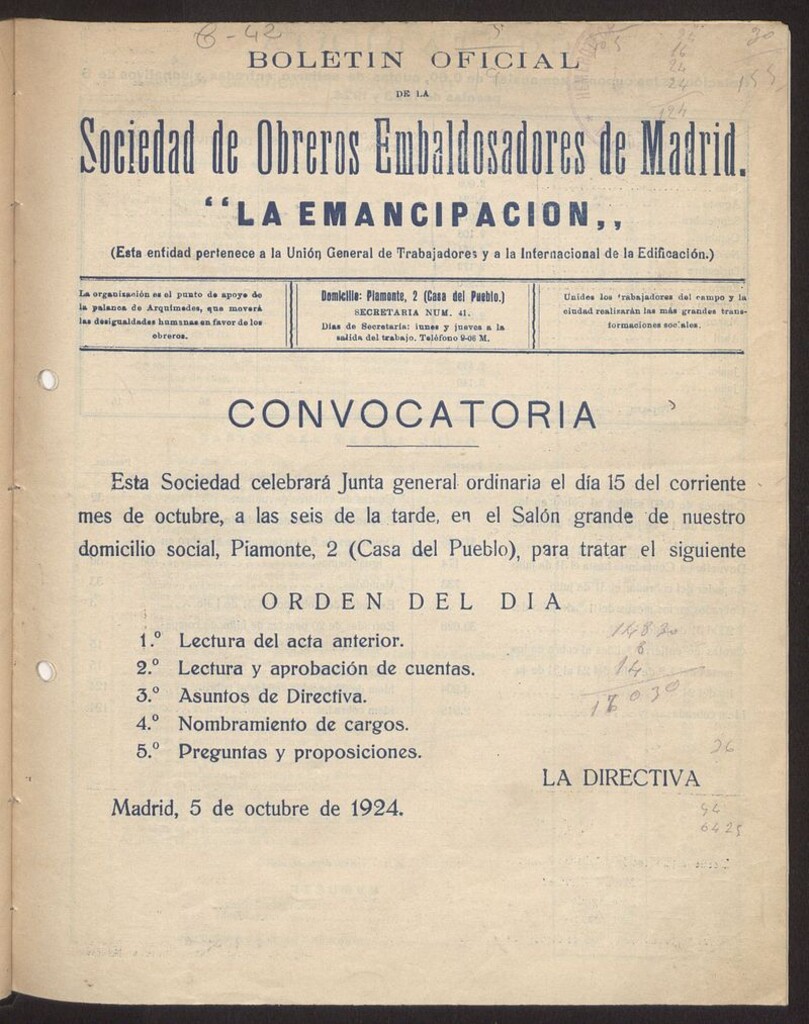 6-42
BOLETIN OFICIAL
DE LA
Sociedad de Obreros Embaldosadores de Madrid.
“LA EMANCIPACION,,
(Esta entidad pertenece a la Unión General de Trabajadores y a la Internacional de la Edificación.)
La organización es el punto de apoyo de
la palanca de Arquímedes, que moverá
las desigualdades humanas en favor de los
obreros.
Domicilio: Piamonte, 2 (Casa del Pueblo.)
SECRETARIA NUM. 41.
Días de Secretaría: lunes y jueves a la
salida del trabajo. Teléfono 9-06 M.
Unidos los trabajadores del campo y la
ciudad realizarán las más grandes trans-
formaciones sociales.
CONVOCATORIA
Esta Sociedad celebrará Junta general ordinaria el día 15 del corriente
mes de octubre, a las seis de la tarde, en el Salón grande de nuestro
domicilio social, Piamonte, 2 (Casa del Pueblo), para tratar el siguiente
ORDEN DEL DIA
1.º Lectura del acta anterior.
2.º Lectura y aprobación de cuentas.
3.º Asuntos de Directiva.
4.º Nombramiento de cargos.
5.º Preguntas y proposiciones.
LA DIRECTIVA
Madrid, 5 de octubre de 1924.